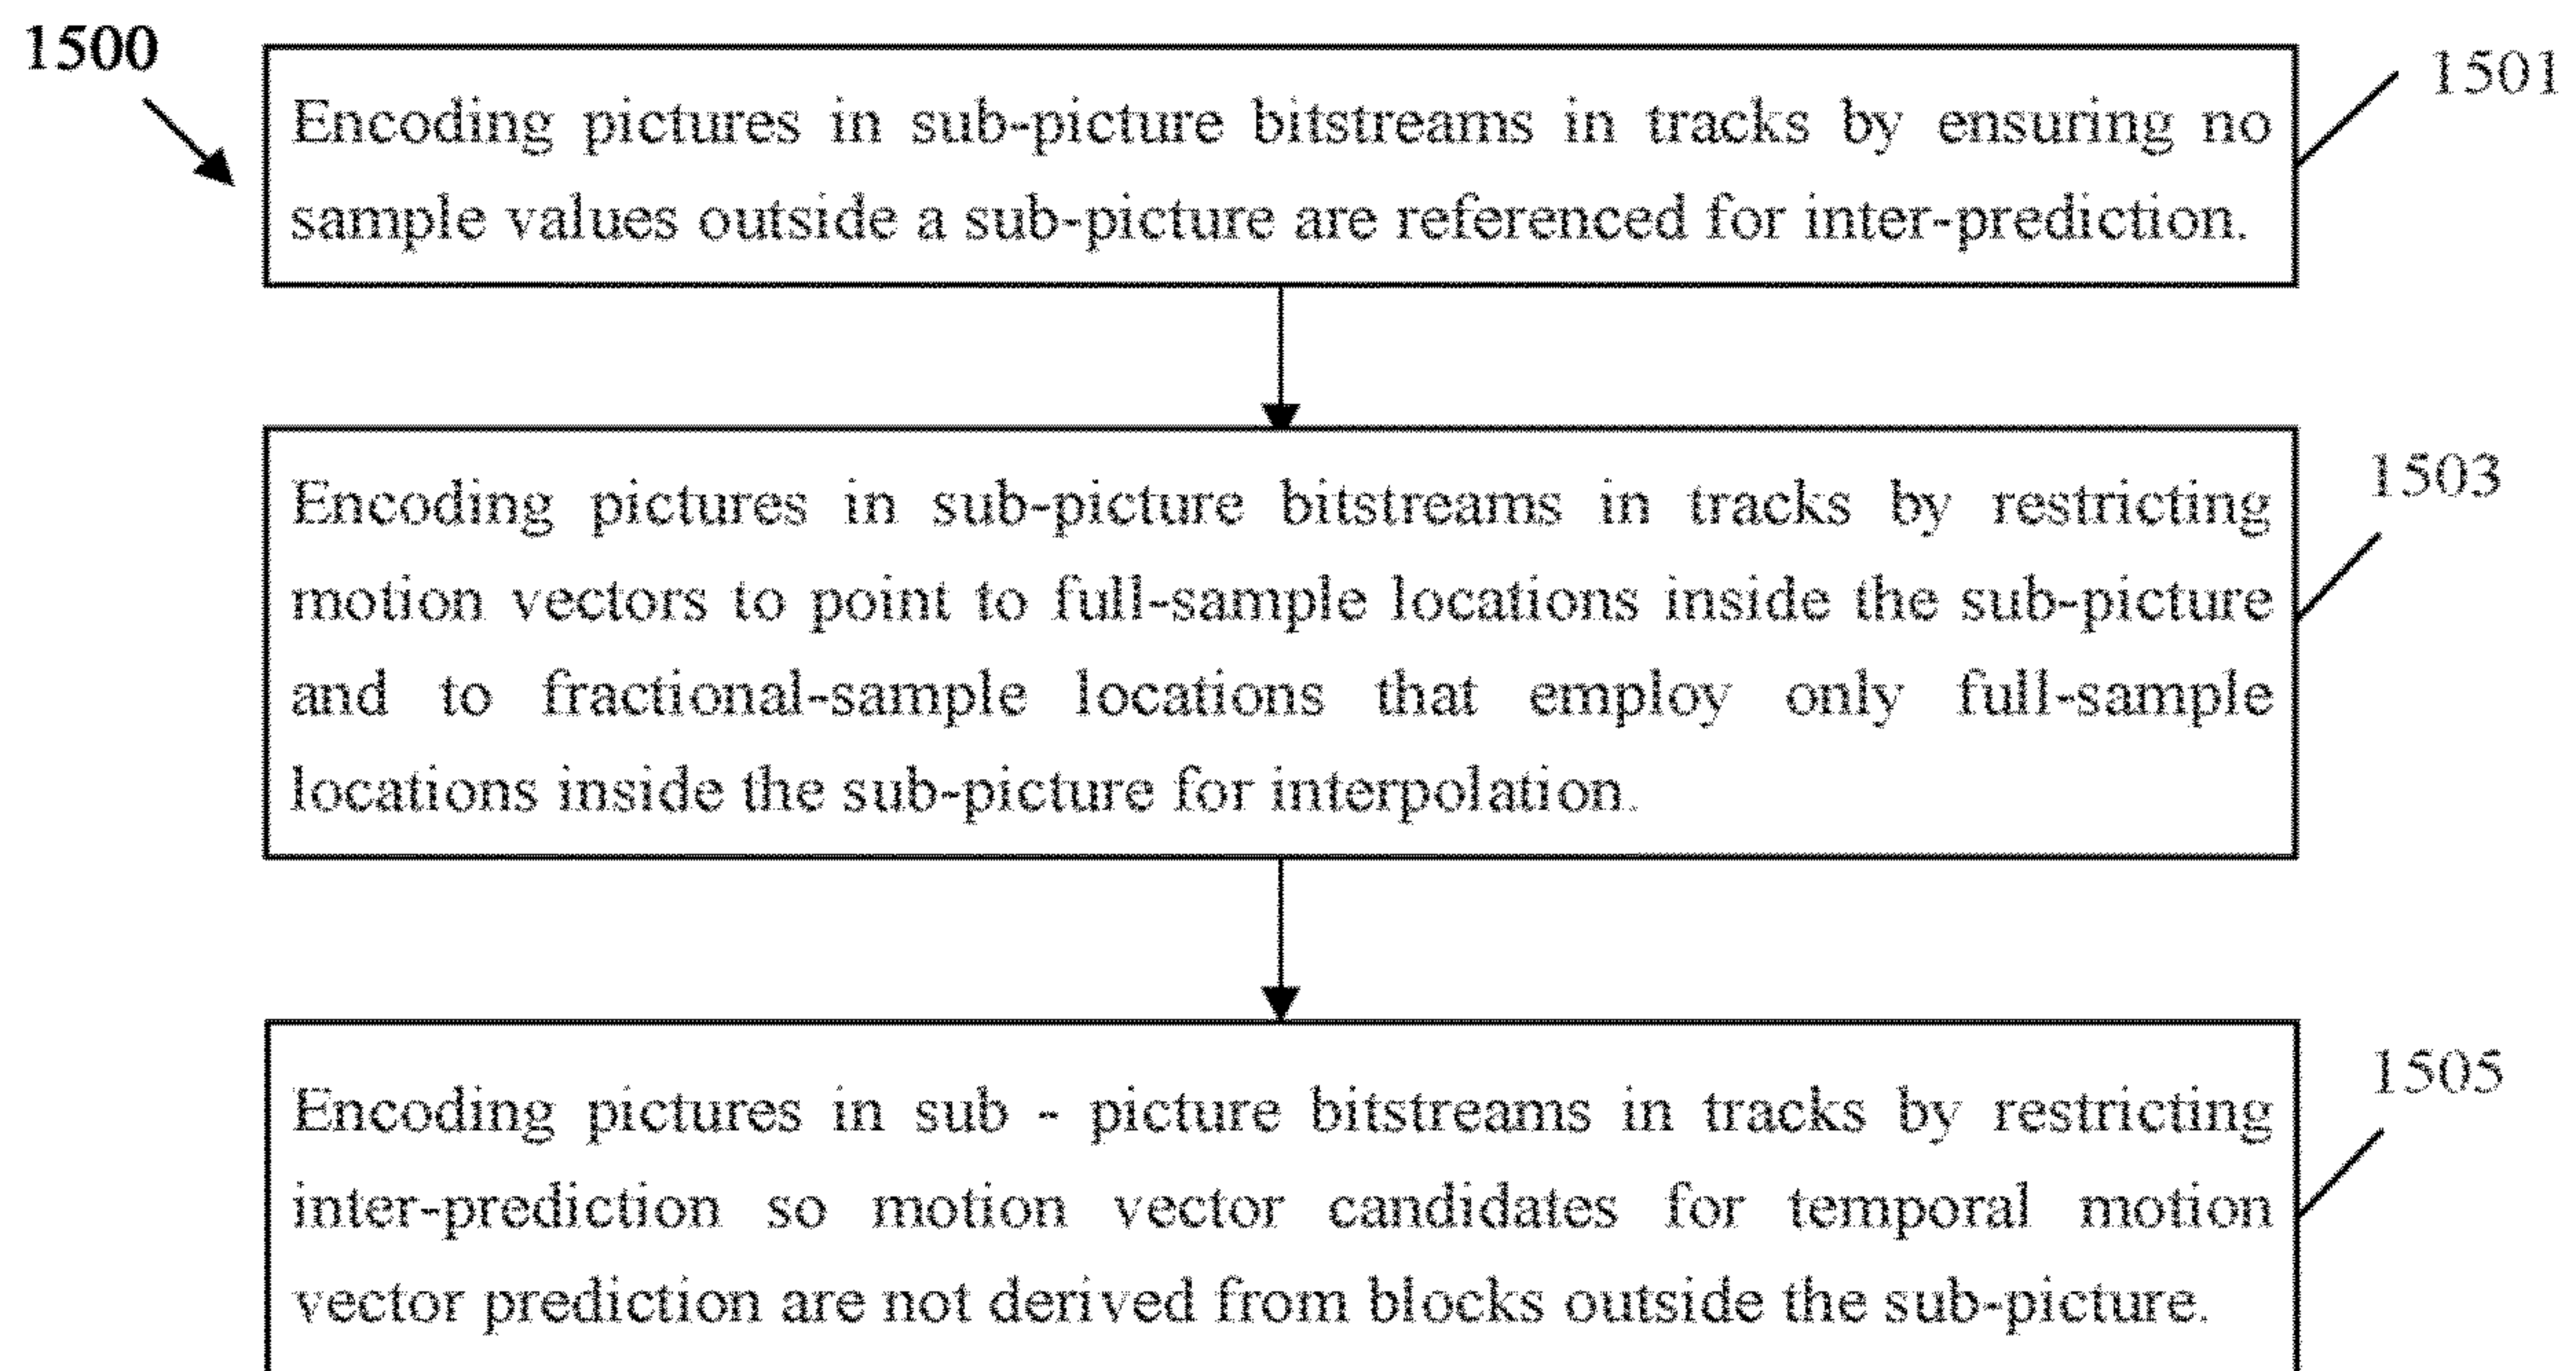 1500
1501
Encoding pictures in sub-picture bitstreams in tracks by ensuring no
sample values outside a sub-picture are referenced for inter-prediction.
1503
Encoding pictures in sub-picture bitstreams in tracks by restricting
motion vectors to point to full-sample locations inside the sub-picture
and to fractional-sample locations that employ only full-sample
locations inside the sub-picture for interpolation.
1505
Encoding pictures in sub - picture bitstreams in tracks by restricting
inter-prediction so motion vector candidates for temporal motion
vector prediction are not derived from blocks outside the sub-picture.